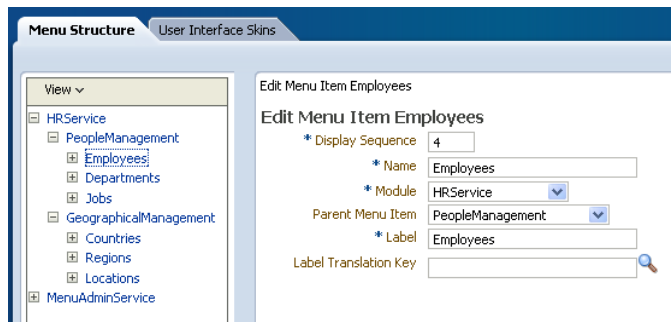 Menu Structure
User Interface Skins
View
HRService
PeopleManagement
Employees
Departments
Jobs
GeographicalManagement
Countries
Regions
Locations
MenuAdminService
Edit Menu Item Employees
Edit Menu Item Employees
* Display Sequence 4
* Name Employees
* Module HRService
Parent Menu Item PeopleManagement
* Label Employees
Label Translation Key